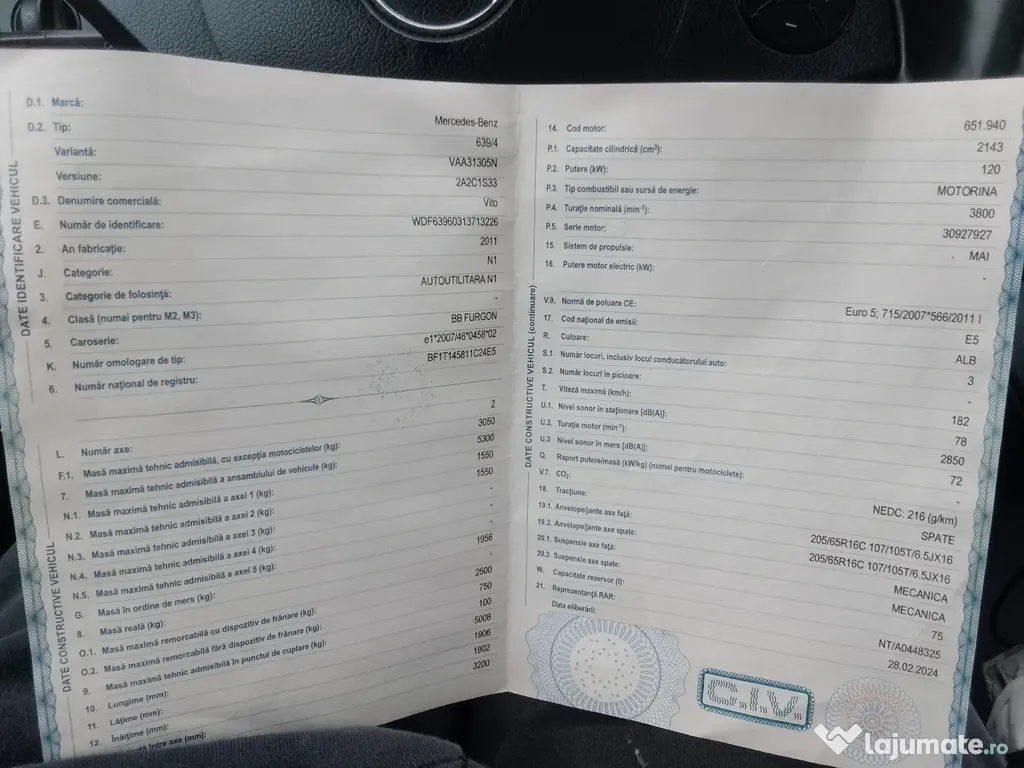 DATE IDENTIFICARE VEHICUL
D.1. Marcă: Mercedes-Benz
D.2. Tip: 639/4
Variantă: VAA31305N
Versiune: 2A2C1S33
D.3. Denumire comercială: Vito
E. Număr de identificare: WDF63960313713226
2. An fabricaţie: 2011
J. Categorie: N1
3. Categorie de folosinţă: AUTOUTILITARA N1
4. Clasă (numai pentru M2, M3): -
5. Caroserie: BB FURGON
K. Număr omologare de tip: e1*2007/46*0458*02
6. Număr naţional de registru: BF1T145811C24E5
DATE CONSTRUCTIVE VEHICUL
L. Număr axe: 2
F.1. Masă maximă tehnic admisibilă, cu excepţia motocicletelor (kg): 3050
7. Masă maximă tehnic admisibilă a ansamblului de vehicule (kg): 5300
N.1. Masă maximă tehnic admisibilă a axei 1 (kg): 1550
N.2. Masă maximă tehnic admisibilă a axei 2 (kg): 1550
N.3. Masă maximă tehnic admisibilă a axei 3 (kg): -
N.4. Masă maximă tehnic admisibilă a axei 4 (kg): -
N.5. Masă maximă tehnic admisibilă a axei 5 (kg): -
G. Masă în ordine de mers (kg): 1956
8. Masă reală (kg): -
O.1. Masă maximă remorcabilă cu dispozitiv de frânare (kg): 2500
O.2. Masă maximă remorcabilă fără dispozitiv de frânare (kg): 750
9. Masă maximă tehnic admisibilă în punctul de cuplare (kg): 100
10. Lungime (mm): 5008
11. Lăţime (mm): 1906
12. Înălţime (mm): 1902
între axe (mm): 3200
DATE CONSTRUCTIVE VEHICUL (continuare)
14. Cod motor: 651.940
P.1. Capacitate cilindrică (cm³): 2143
P.2. Putere (kW): 120
P.3. Tip combustibil sau sursă de energie: MOTORINA
P.4. Turaţie nominală (min⁻¹): 3800
P.5. Serie motor: 30927927
15. Sistem de propulsie: MAI
16. Putere motor electric (kW): -
V.9. Normă de poluare CE: Euro 5; 715/2007*566/2011 I
17. Cod naţional de emisii: E5
R. Culoare: ALB
S.1. Număr locuri, inclusiv locul conducătorului auto: 3
S.2. Număr locuri în picioare: -
T. Viteză maximă (km/h): 182
U.1. Nivel sonor în staţionare [dB(A)]: 78
U.2. Turaţie motor (min⁻¹): 2850
U.3 Nivel sonor în mers [dB(A)]: 72
Q. Raport putere/masă (kW/kg) (numai pentru motociclete): -
V.7. CO₂: NEDC: 216 (g/km)
18. Tracţiune: SPATE
19.1. Anvelope/jante axe faţă: 205/65R16C 107/105T/6.5JX16
19.2. Anvelope/jante axe spate: 205/65R16C 107/105T/6.5JX16
20.1. Suspensie axe faţă: MECANICA
20.2. Suspensie axe spate: MECANICA
W. Capacitate rezervor (l): 75
21. Reprezentanţă RAR: NT/A0448325
Data eliberării: 28.02.2024
C.I.V.
lajumate.ro